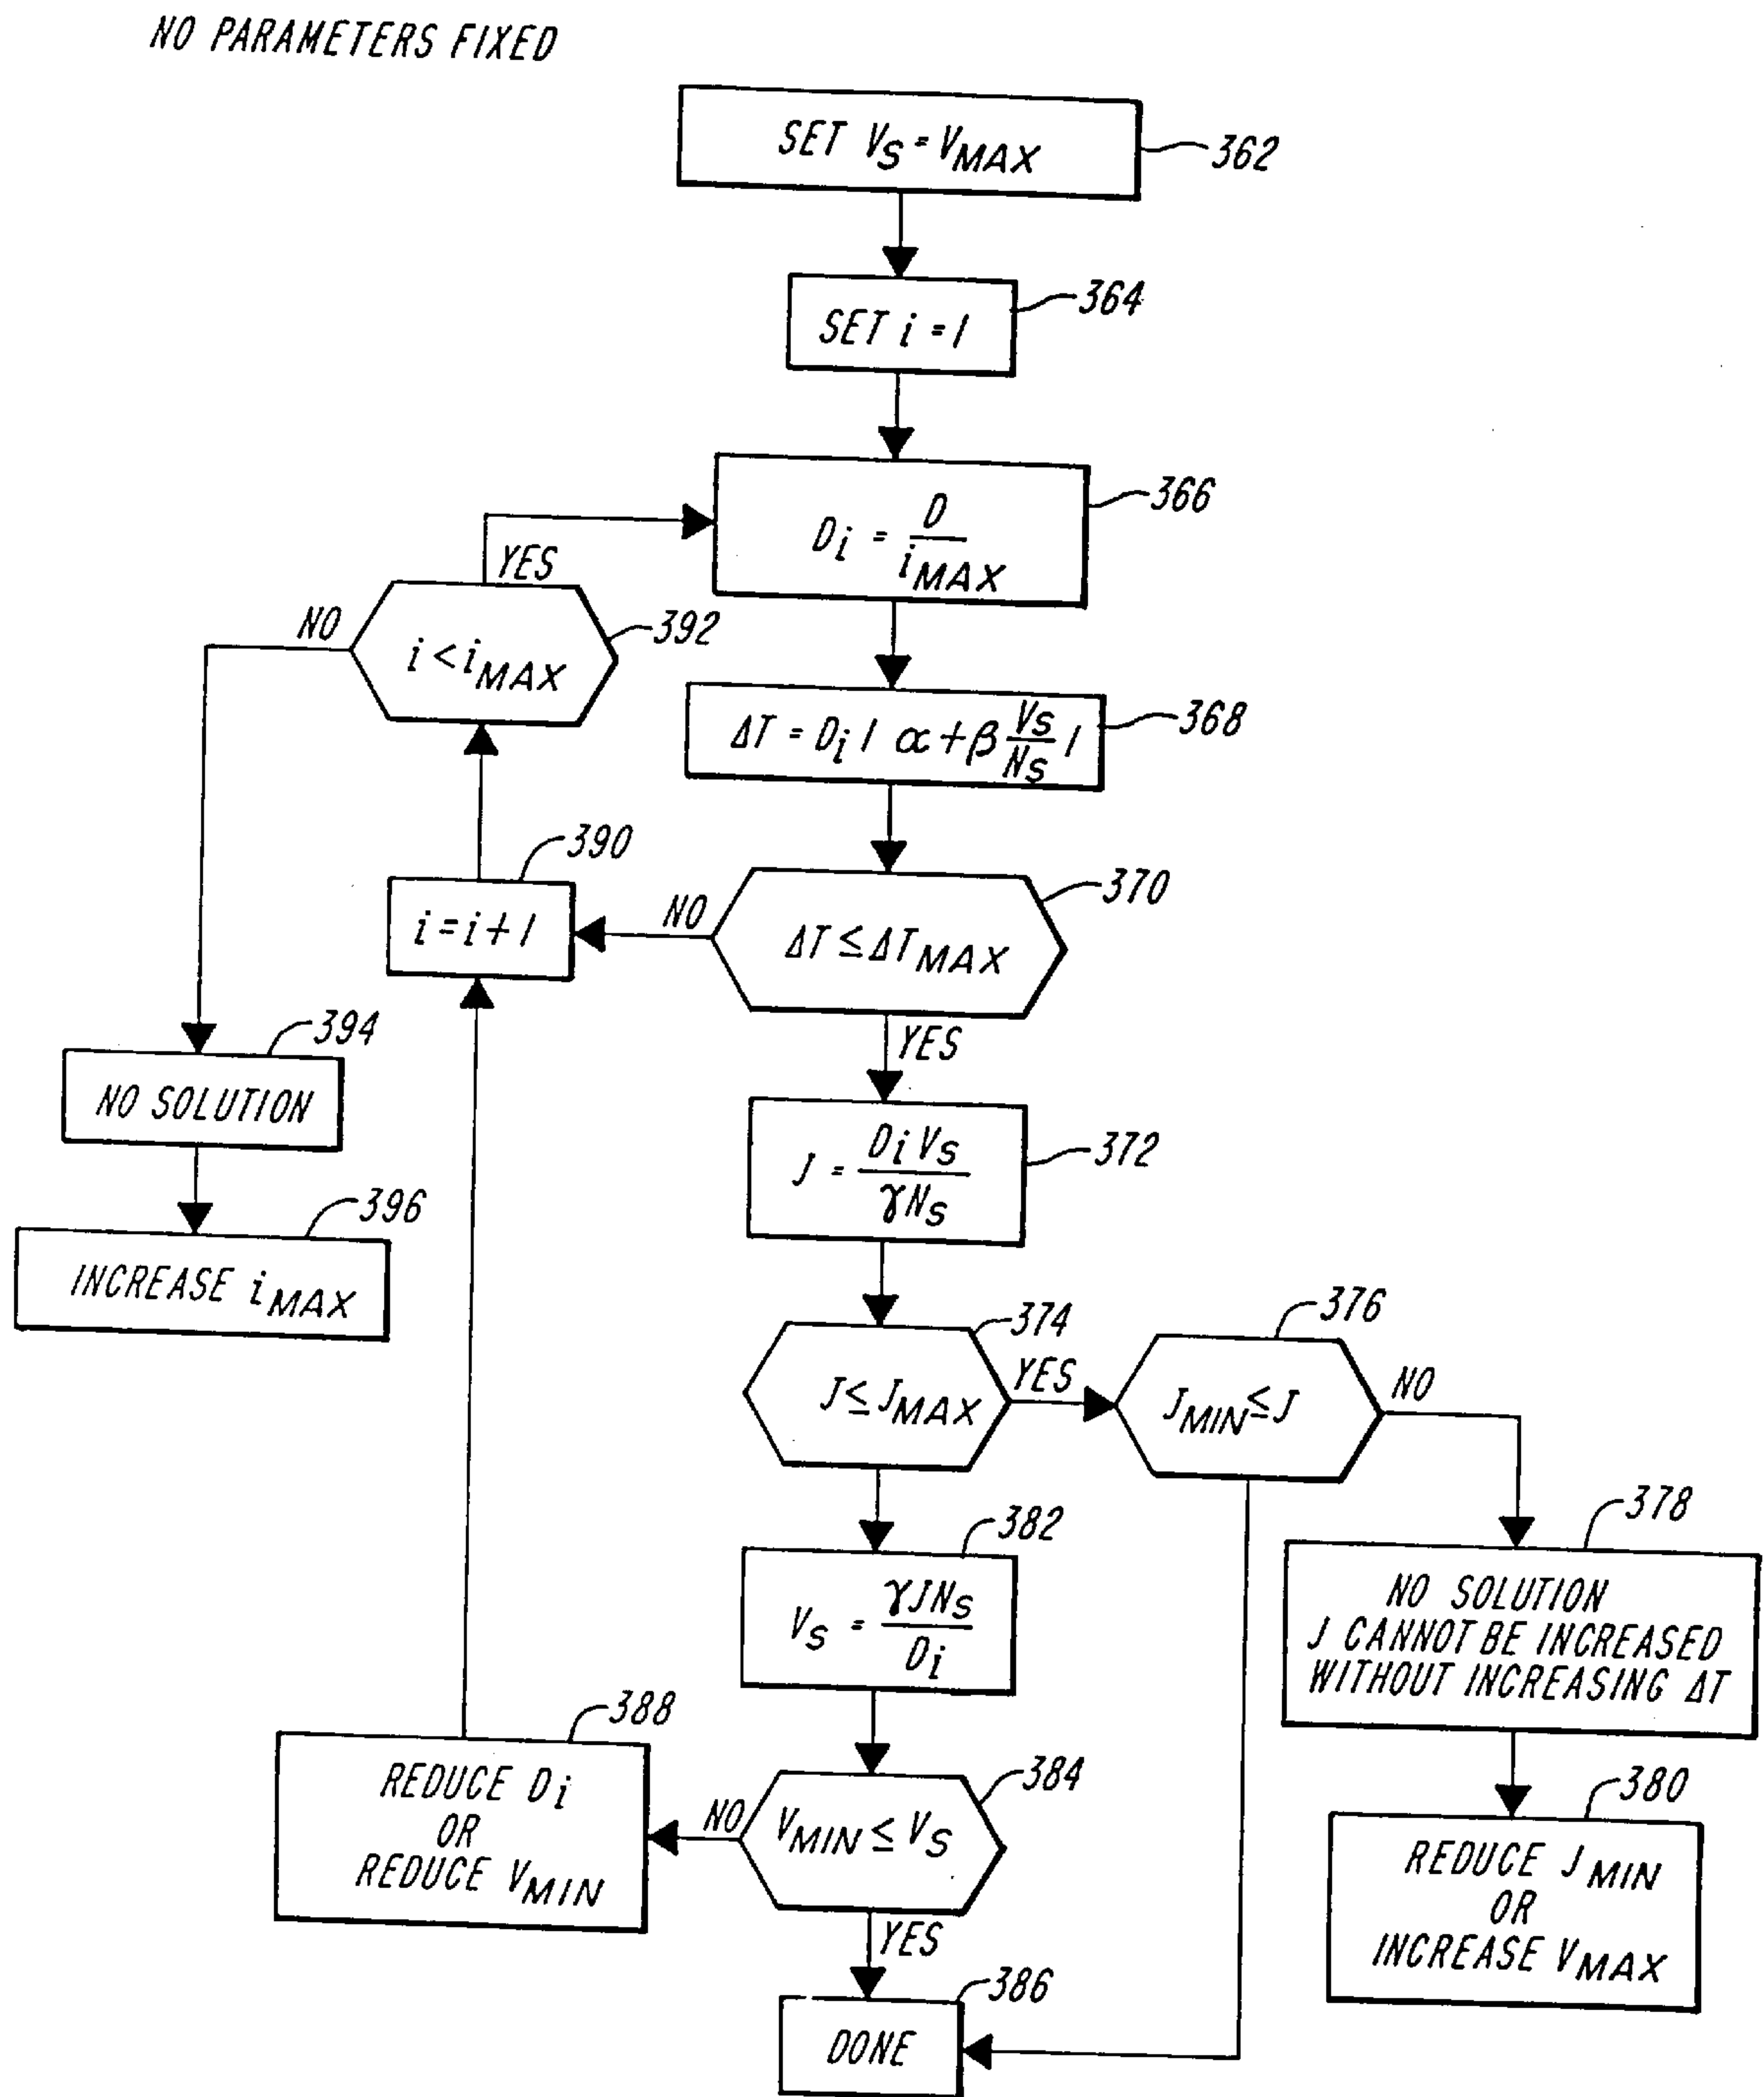 NO PARAMETERS FIXED
SET VS = VMAX
362
SET i = 1
364
Di = D / iMAX
366
YES
i < iMAX
392
NO
ΔT = Di | α + β VS / NS |
368
ΔT ≤ ΔTMAX
370
NO
i = i + 1
390
YES
394
NO SOLUTION
396
INCREASE iMAX
J = Di VS / γNS
372
J ≤ JMAX
374
YES
JMIN ≤ J
376
NO
378
NO SOLUTION
J CANNOT BE INCREASED
WITHOUT INCREASING ΔT
380
REDUCE JMIN
OR
INCREASE VMAX
382
VS = γJNS / Di
384
VMIN ≤ VS
NO
388
REDUCE Di
OR
REDUCE VMIN
YES
386
DONE